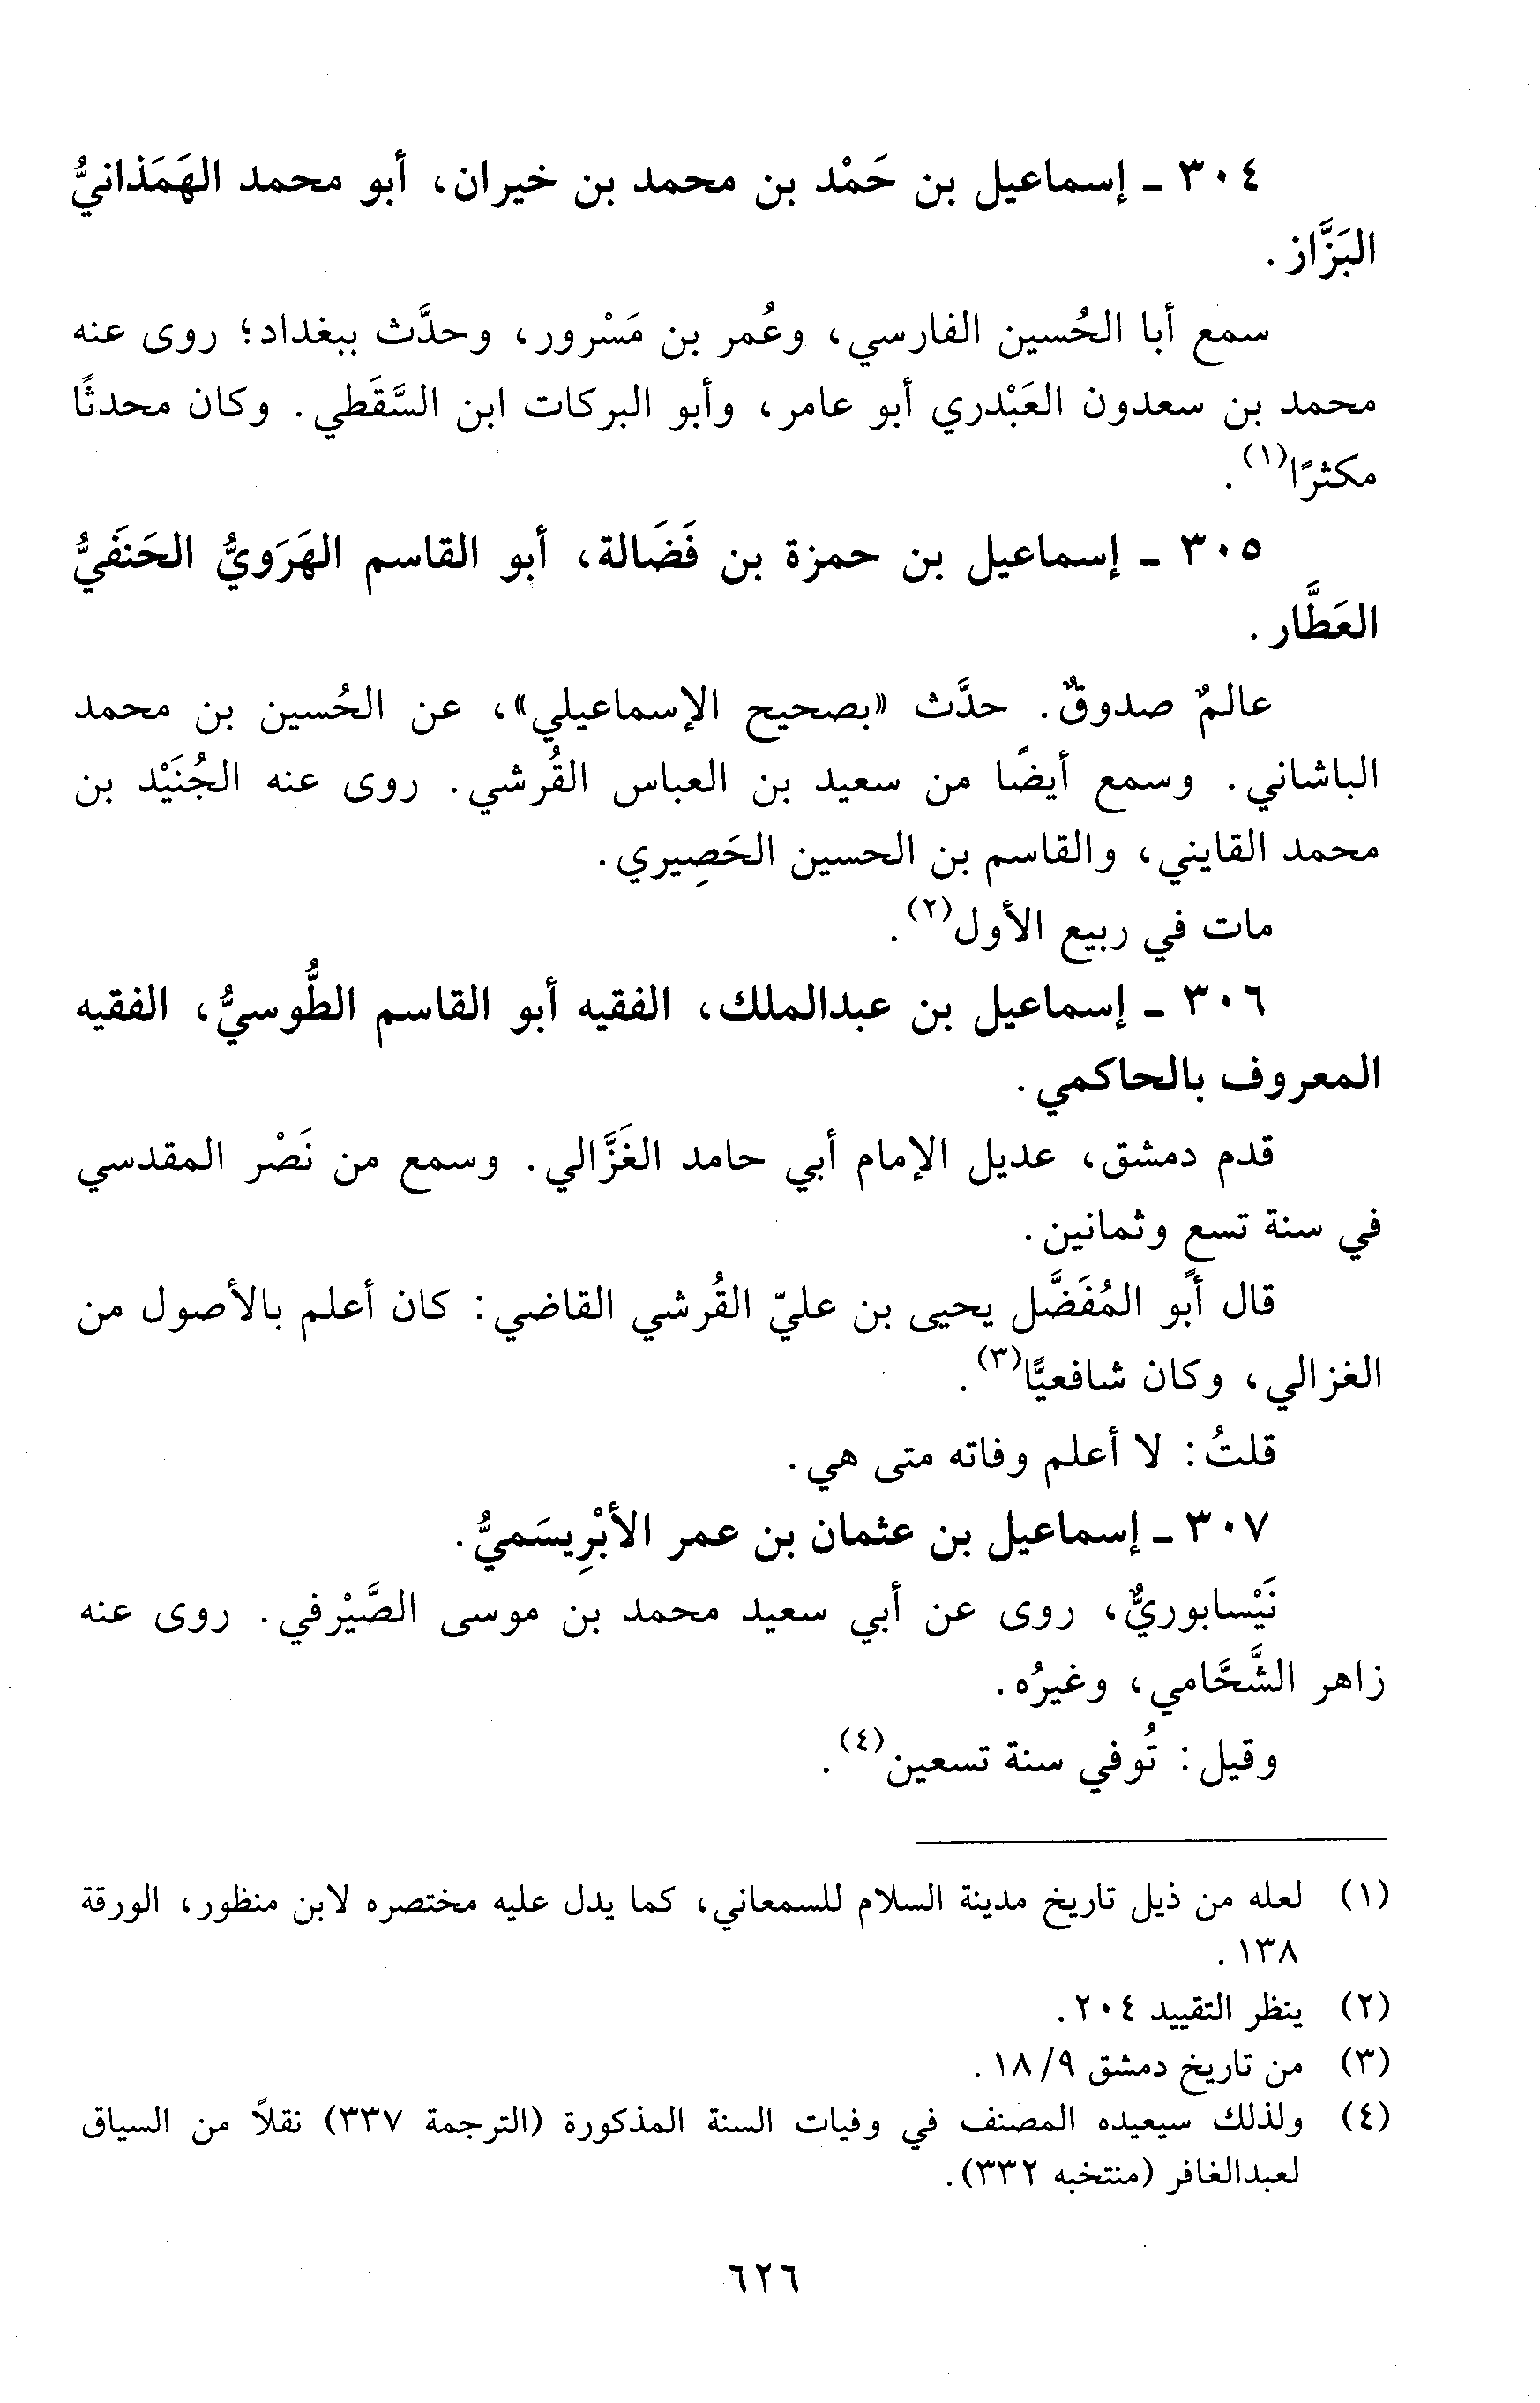 ٣٠٤ ـ إسماعيل بن حَمْد بن محمد بن خيران، أبو محمد الهَمَذانيُّ
البَزَّاز.
سمع أبا الحُسين الفارسي، وعُمر بن مَسْرور، وحدَّث ببغداد؛ روى عنه
محمد بن سعدون العَبْدري أبو عامر، وأبو البركات ابن السَّقَطي. وكان محدثًا
مكثرًا(١).
٣٠٥ ـ إسماعيل بن حمزة بن فَضَالة، أبو القاسم الهَرَويُّ الحَنفَيُّ
العَطَّار.
عالمٌ صدوقٌ. حدَّث «بصحيح الإسماعيلي»، عن الحُسين بن محمد
الباشاني. وسمع أيضًا من سعيد بن العباس القُرشي. روى عنه الجُنَيْد بن
محمد القايني، والقاسم بن الحسين الحَصِيري.
مات في ربيع الأول(٢).
٣٠٦ ـ إسماعيل بن عبدالملك، الفقيه أبو القاسم الطُّوسيُّ، الفقيه
المعروف بالحاكمي.
قدم دمشق، عديل الإمام أبي حامد الغَزَّالي. وسمع من نَصْر المقدسي
في سنة تسع وثمانين.
قال أبو المُفَضَّل يحيى بن عليّ القُرشي القاضي: كان أعلم بالأصول من
الغزالي، وكان شافعيًّا(٣).
قلتُ: لا أعلم وفاته متى هي.
٣٠٧ ـ إسماعيل بن عثمان بن عمر الأبْرِيسَميُّ.
نَيْسابوريٌّ، روى عن أبي سعيد محمد بن موسى الصَّيْرفي. روى عنه
زاهر الشَّحَّامي، وغيرُه.
وقيل: تُوفي سنة تسعين(٤).
(١) لعله من ذيل تاريخ مدينة السلام للسمعاني، كما يدل عليه مختصره لابن منظور، الورقة
١٣٨.
(٢) ينظر التقييد ٢٠٤.
(٣) من تاريخ دمشق ٩/ ١٨.
(٤) ولذلك سيعيده المصنف في وفيات السنة المذكورة (الترجمة ٣٣٧) نقلاً من السياق
لعبدالغافر (منتخبه ٣٣٢).
٦٢٦